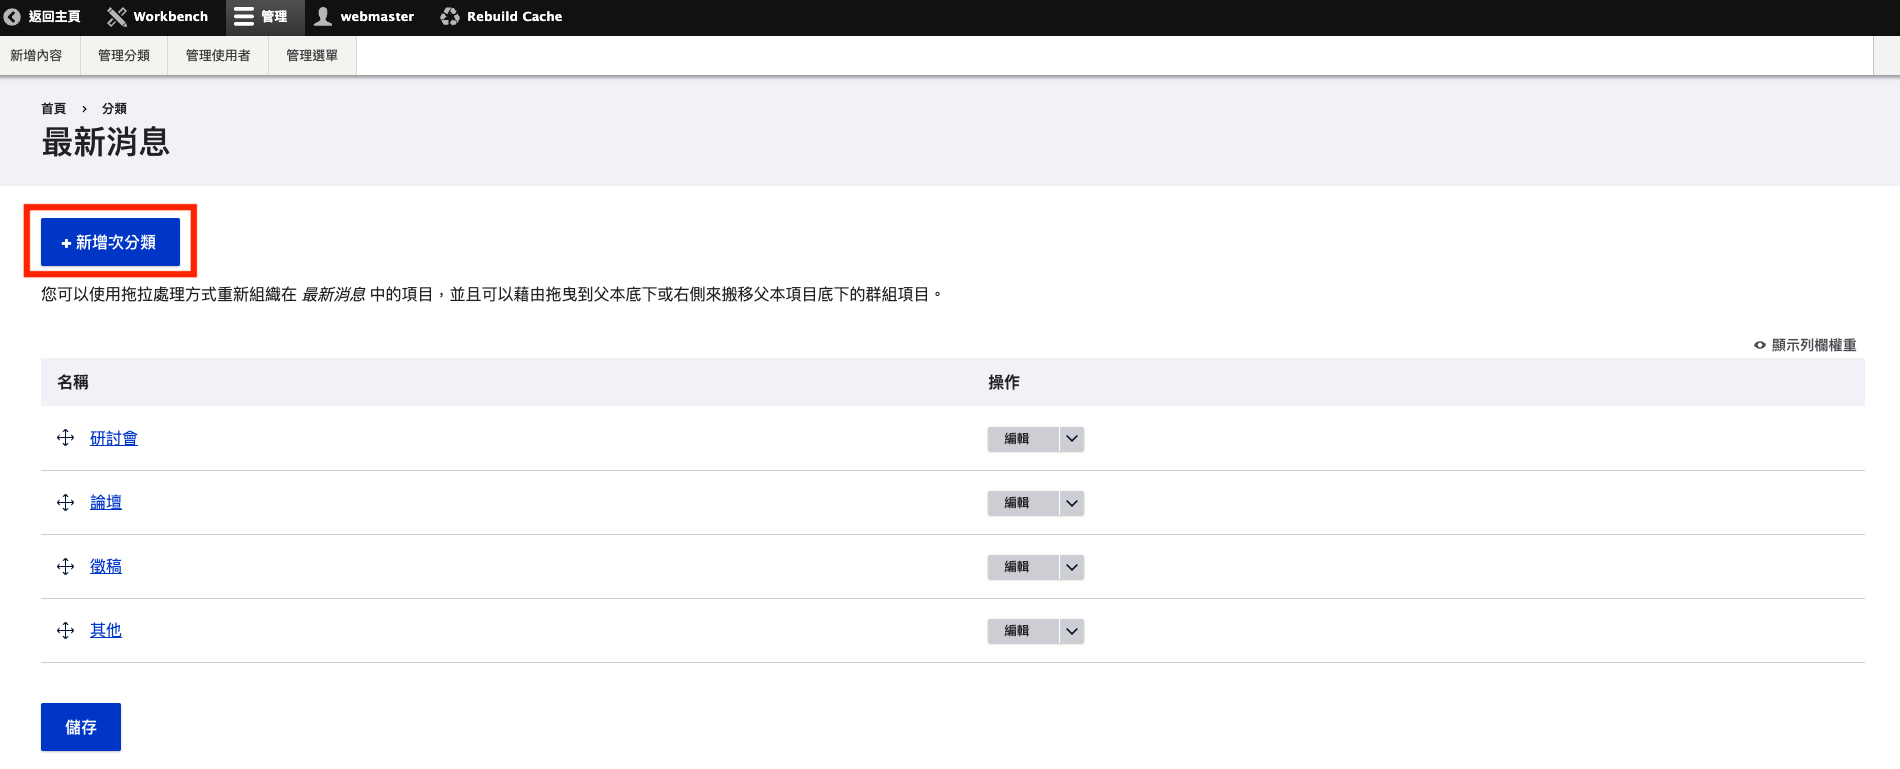 返回主頁 Workbench 管理 webmaster Rebuild Cache
新增內容 管理分類 管理使用者 管理選單
首頁 › 分類
最新消息
+ 新增次分類
您可以使用拖拉處理方式重新組織在 最新消息 中的項目，並且可以藉由拖曳到父本底下或右側來搬移父本項目底下的群組項目。
顯示列欄權重
名稱 操作
研討會 編輯
論壇 編輯
徵稿 編輯
其他 編輯
儲存